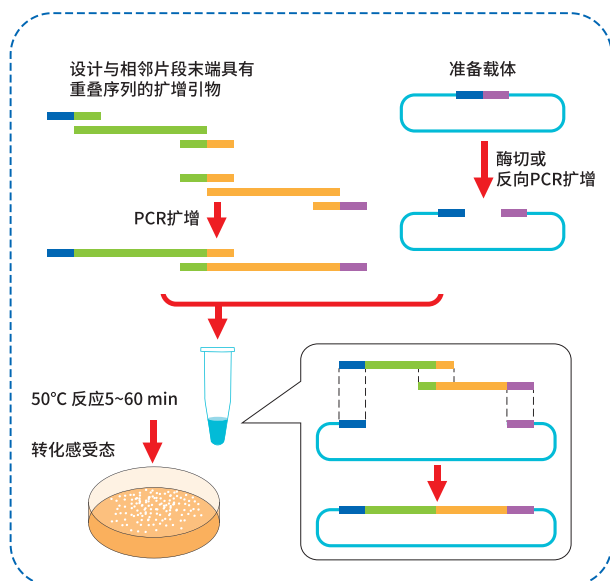 设计与相邻片段末端具有
重叠序列的扩增引物
准备载体
酶切或
反向PCR扩增
PCR扩增
50℃ 反应5~60 min
转化感受态